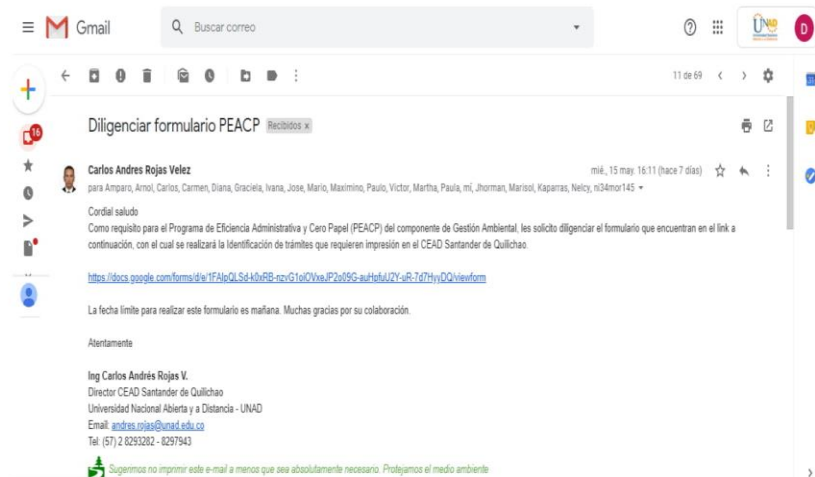 Gmail
Buscar correo
UNAD
D
11 de 69
16
Diligenciar formulario PEACP Recibidos x
Carlos Andres Rojas Velez
mié., 15 may. 16:11 (hace 7 días)
para Amparo, Arnol, Carlos, Carmen, Diana, Graciela, Ivana, Jose, Mario, Maximino, Paulo, Victor, Martha, Paula, mí, Jhorman, Marisol, Kaparras, Nelcy, ni34mor145
Cordial saludo
Como requisito para el Programa de Eficiencia Administrativa y Cero Papel (PEACP) del componente de Gestión Ambiental, les solicito diligenciar el formulario que encuentran en el link a
continuación, con el cual se realizará la Identificación de trámites que requieren impresión en el CEAD Santander de Quilichao.
https://docs.google.com/forms/d/e/1FAIpQLSd-k0xRB-nzvG1oIOVxeJP2o09G-auHpfuU2Y-uR-7d7HyyDQ/viewform
La fecha límite para realizar este formulario es mañana. Muchas gracias por su colaboración.
Atentamente
Ing Carlos Andrés Rojas V.
Director CEAD Santander de Quilichao
Universidad Nacional Abierta y a Distancia - UNAD
Email: andres.rojas@unad.edu.co
Tel: (57) 2 8293282 - 8297943
Sugerimos no imprimir este e-mail a menos que sea absolutamente necesario. Protejamos el medio ambiente